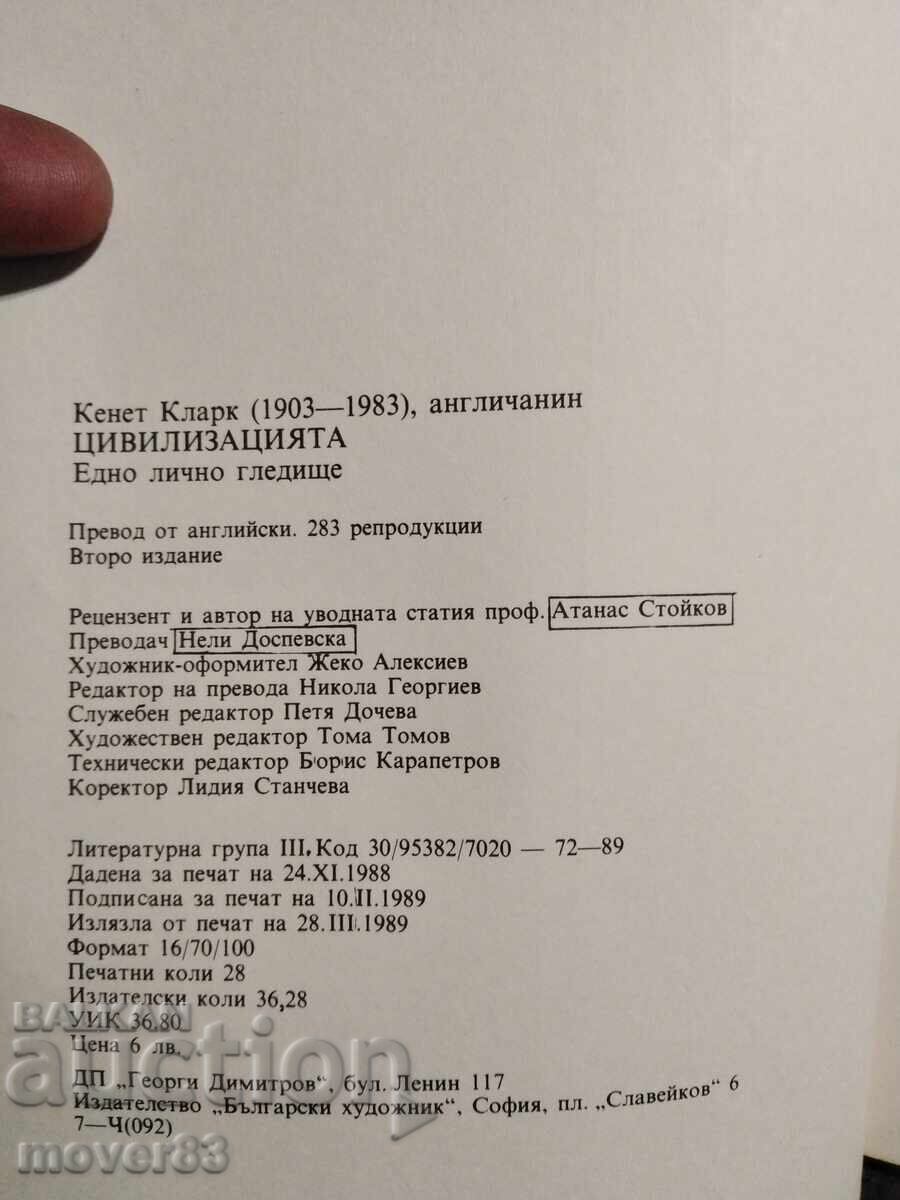 Кенет Кларк (1903—1983), англичанин
ЦИВИЛИЗАЦИЯТА
Едно лично гледище
Превод от английски. 283 репродукции
Второ издание
Рецензент и автор на уводната статия проф. Атанас Стойков
Преводач Нели Доспевска
Художник-оформител Жеко Алексиев
Редактор на превода Никола Георгиев
Служебен редактор Петя Дочева
Художествен редактор Тома Томов
Технически редактор Борис Карапетров
Коректор Лидия Станчева
Литературна група III, Код 30/95382/7020 — 72—89
Дадена за печат на 24.XI.1988
Подписана за печат на 10.II.1989
Излязла от печат на 28.III.1989
Формат 16/70/100
Печатни коли 28
Издателски коли 36,28
УИК 36.80
Цена 6 лв.
ДП „Георги Димитров“, бул. Ленин 117
Издателство „Български художник“, София, пл. „Славейков“ 6
7—Ч(092)
BALKAN
auction
mover83